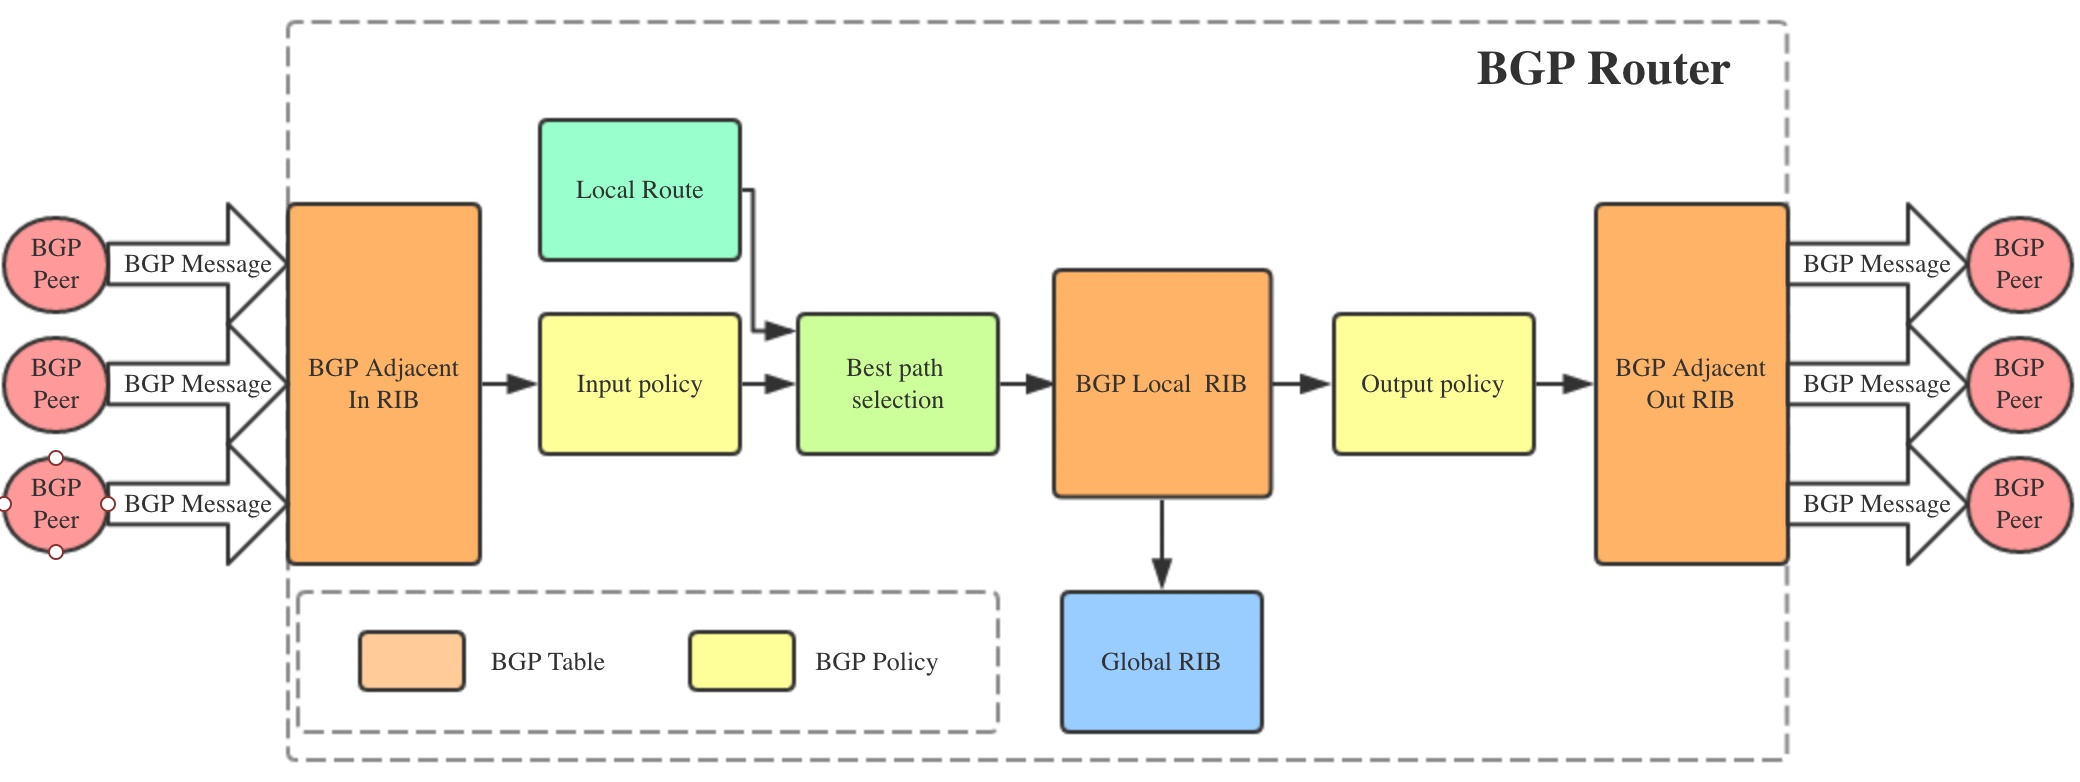 BGP Router
Local Route
BGP
Peer
BGP Message
BGP
Peer
BGP Message
BGP
Peer
BGP Message
BGP Adjacent
In RIB
Input policy
Best path
selection
BGP Local  RIB
Output policy
BGP Adjacent
Out RIB
BGP Message
BGP
Peer
BGP Message
BGP
Peer
BGP Message
BGP
Peer
BGP Table
BGP Policy
Global RIB